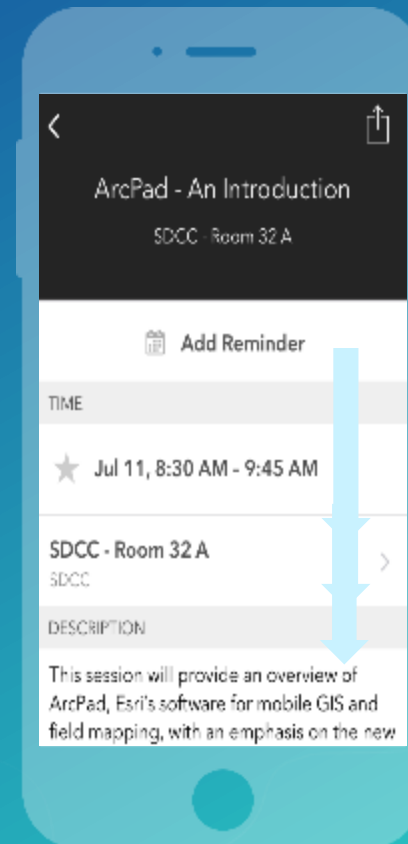 ArcPad - An Introduction
SDCC - Room 32 A
Add Reminder
TIME
Jul 11, 8:30 AM - 9:45 AM
SDCC - Room 32 A
SDCC
DESCRIPTION
This session will provide an overview of
ArcPad, Esri's software for mobile GIS and
field mapping, with an emphasis on the new